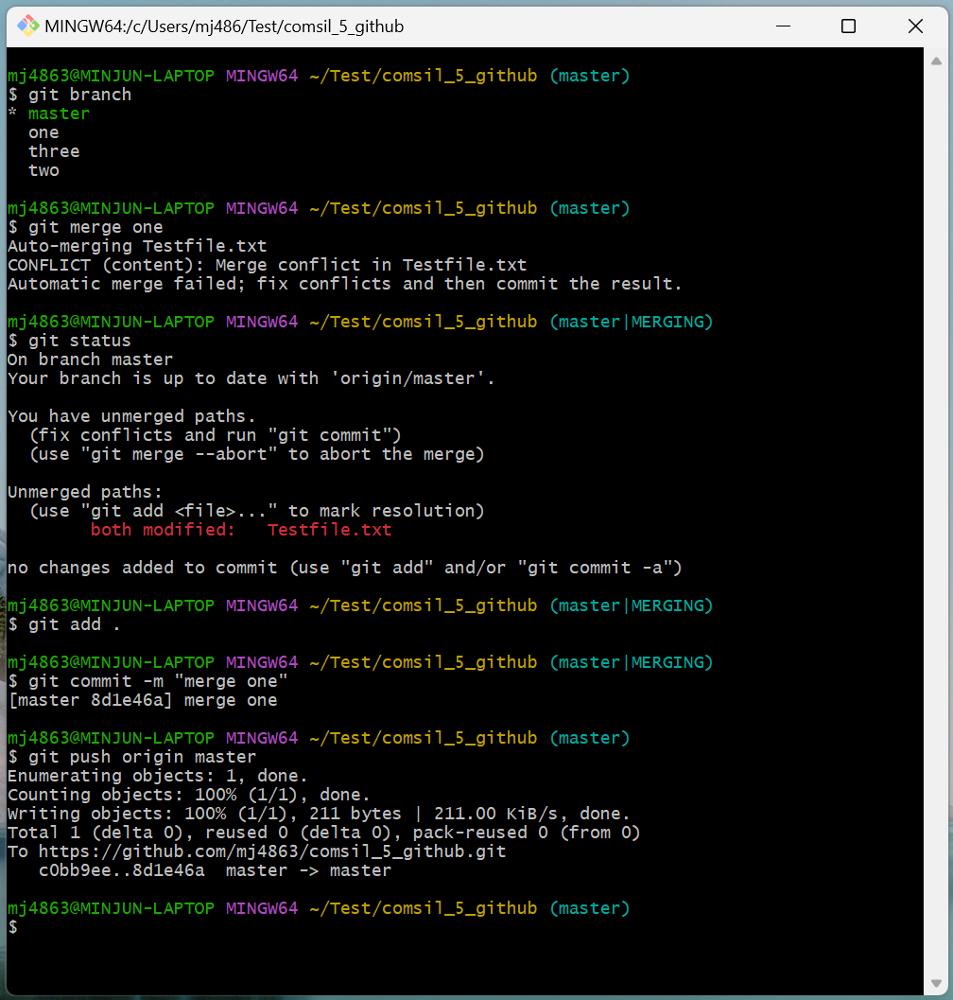 MINGW64:/c/Users/mj486/Test/comsil_5_github
mj4863@MINJUN-LAPTOP MINGW64 ~/Test/comsil_5_github (master)
$ git branch
* master
  one
  three
  two
mj4863@MINJUN-LAPTOP MINGW64 ~/Test/comsil_5_github (master)
$ git merge one
Auto-merging Testfile.txt
CONFLICT (content): Merge conflict in Testfile.txt
Automatic merge failed; fix conflicts and then commit the result.
mj4863@MINJUN-LAPTOP MINGW64 ~/Test/comsil_5_github (master|MERGING)
$ git status
On branch master
Your branch is up to date with 'origin/master'.
You have unmerged paths.
  (fix conflicts and run "git commit")
  (use "git merge --abort" to abort the merge)
Unmerged paths:
  (use "git add <file>..." to mark resolution)
        both modified:   Testfile.txt
no changes added to commit (use "git add" and/or "git commit -a")
mj4863@MINJUN-LAPTOP MINGW64 ~/Test/comsil_5_github (master|MERGING)
$ git add .
mj4863@MINJUN-LAPTOP MINGW64 ~/Test/comsil_5_github (master|MERGING)
$ git commit -m "merge one"
[master 8d1e46a] merge one
mj4863@MINJUN-LAPTOP MINGW64 ~/Test/comsil_5_github (master)
$ git push origin master
Enumerating objects: 1, done.
Counting objects: 100% (1/1), done.
Writing objects: 100% (1/1), 211 bytes | 211.00 KiB/s, done.
Total 1 (delta 0), reused 0 (delta 0), pack-reused 0 (from 0)
To https://github.com/mj4863/comsil_5_github.git
   c0bb9ee..8d1e46a  master -> master
mj4863@MINJUN-LAPTOP MINGW64 ~/Test/comsil_5_github (master)
$